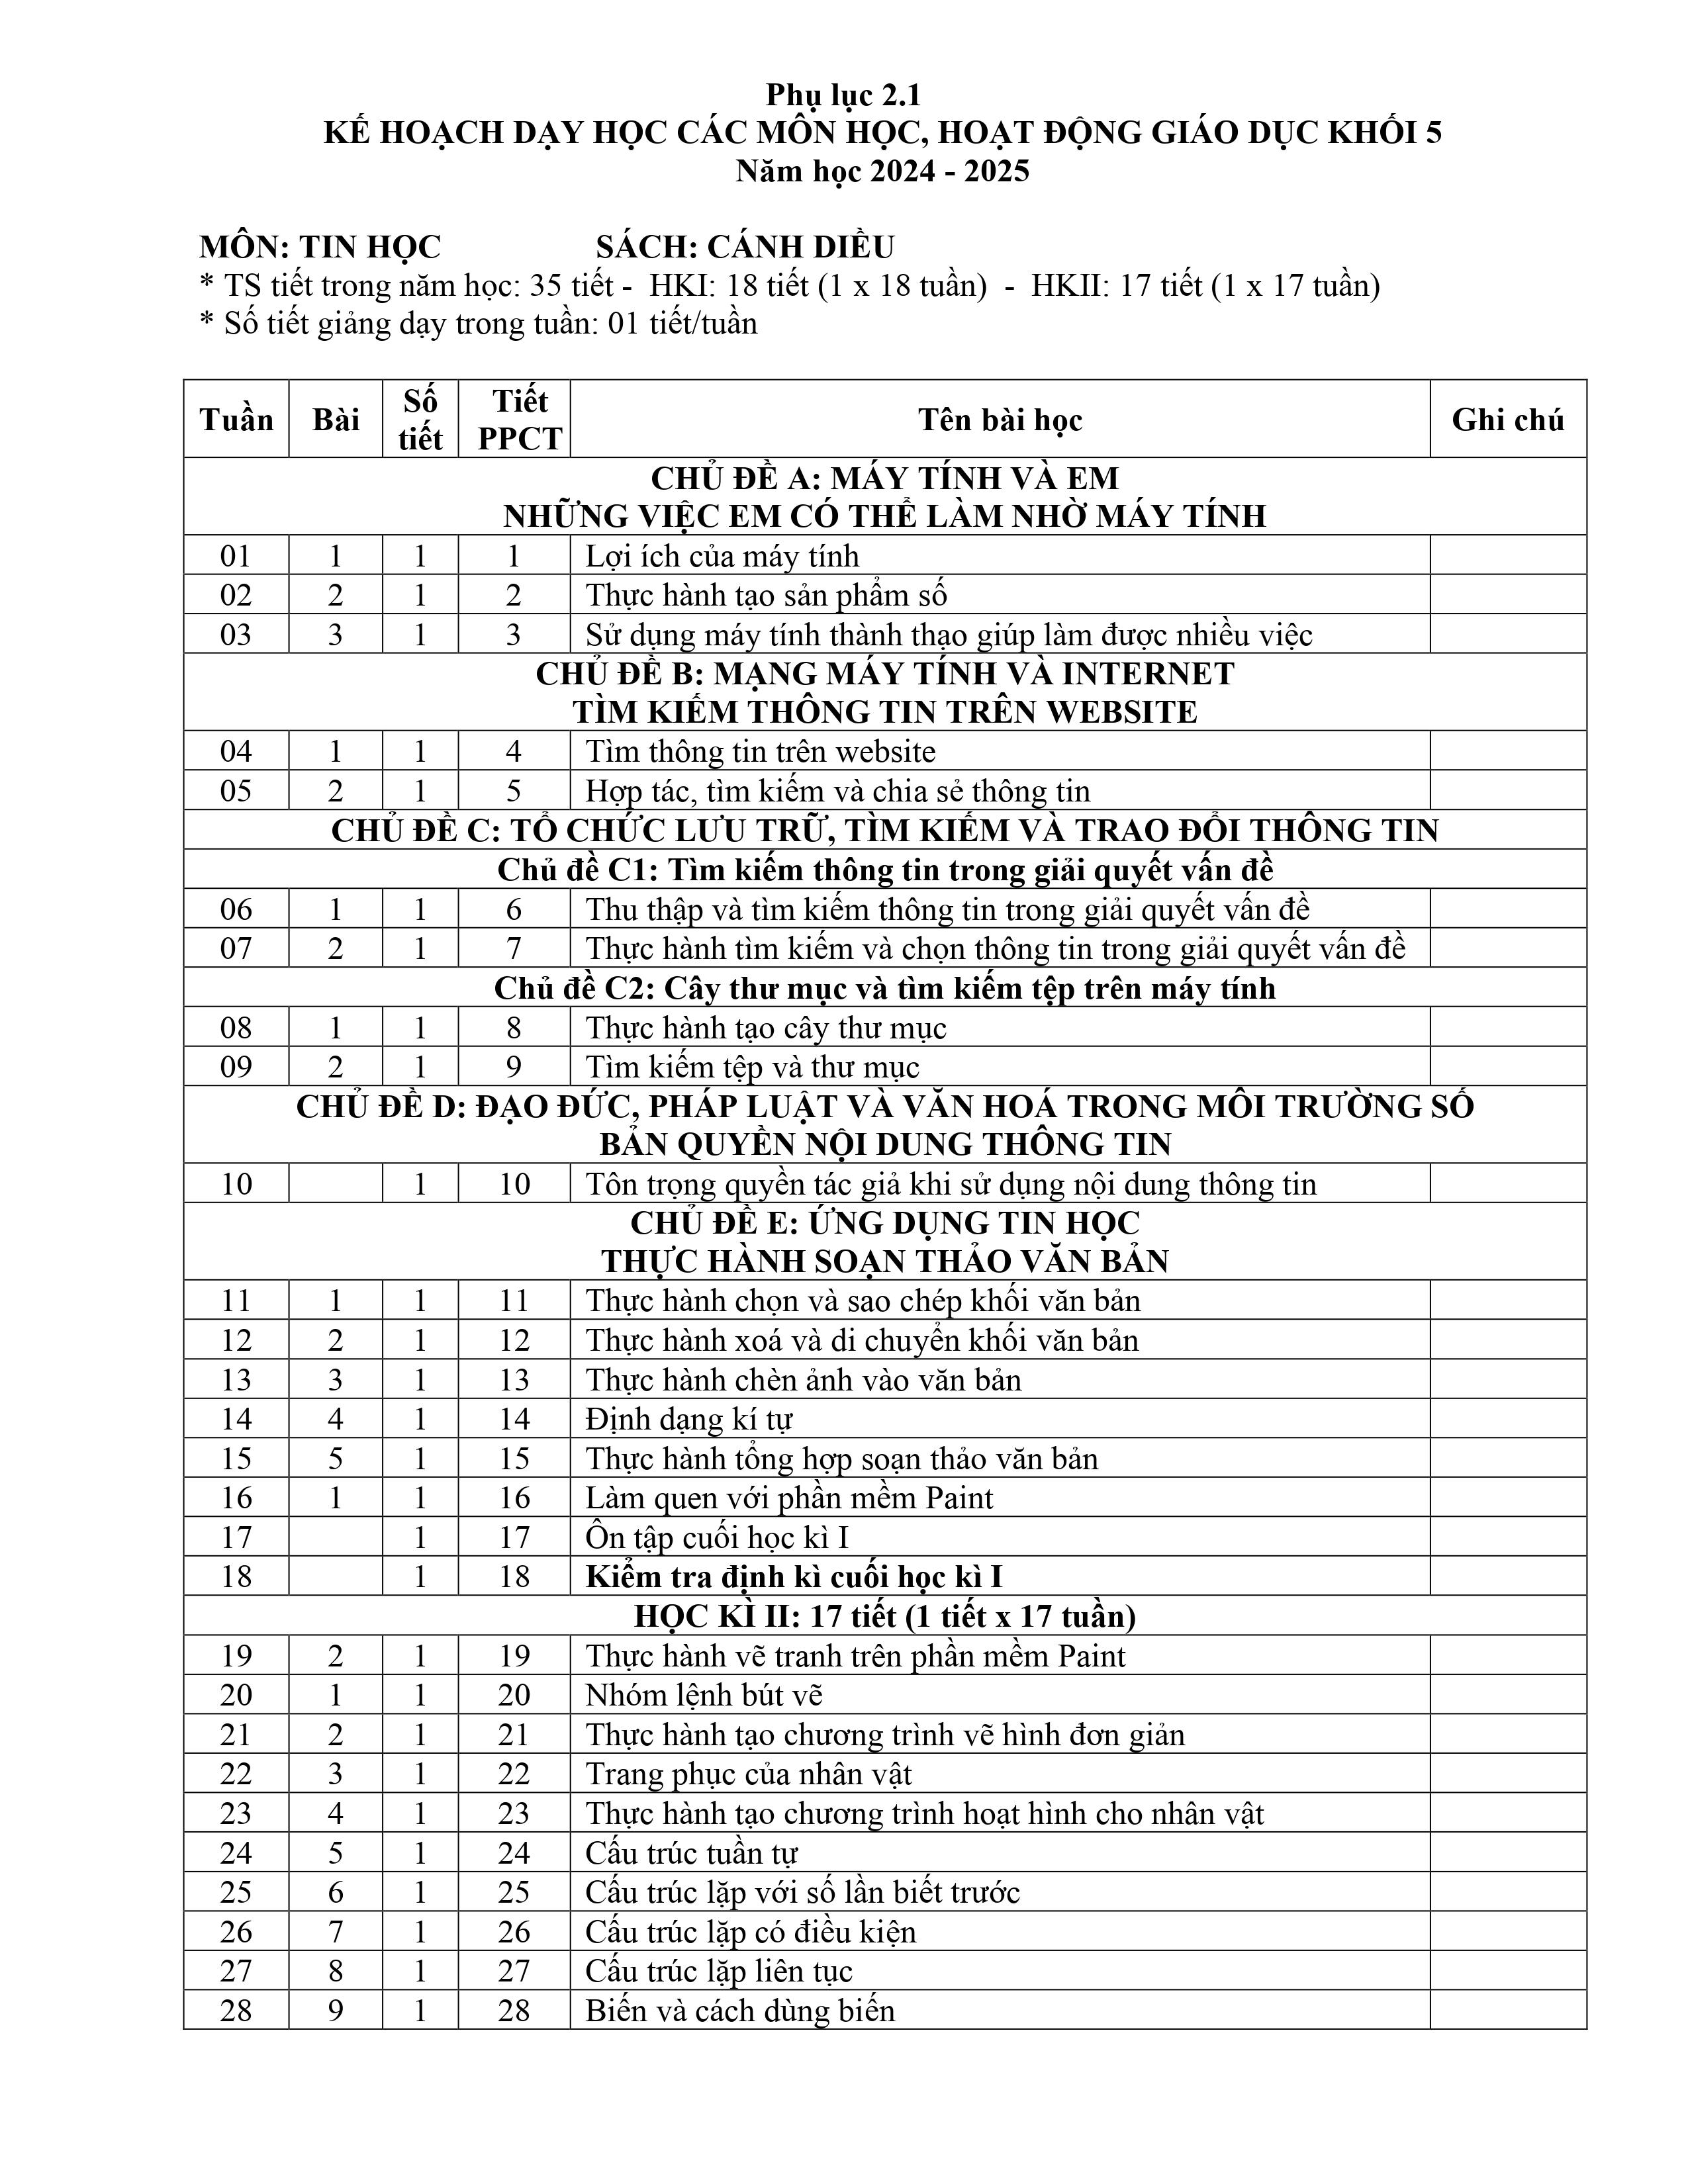 Phụ lục 2.1
KẾ HOẠCH DẠY HỌC CÁC MÔN HỌC, HOẠT ĐỘNG GIÁO DỤC KHỐI 5
Năm học 2024 - 2025
MÔN: TIN HỌC SÁCH: CÁNH DIỀU
* TS tiết trong năm học: 35 tiết - HKI: 18 tiết (1 x 18 tuần) - HKII: 17 tiết (1 x 17 tuần)
* Số tiết giảng dạy trong tuần: 01 tiết/tuần
Tuần Bài Số tiết Tiết PPCT Tên bài học Ghi chú
CHỦ ĐỀ A: MÁY TÍNH VÀ EM
NHỮNG VIỆC EM CÓ THỂ LÀM NHỜ MÁY TÍNH
01 1 1 1 Lợi ích của máy tính
02 2 1 2 Thực hành tạo sản phẩm số
03 3 1 3 Sử dụng máy tính thành thạo giúp làm được nhiều việc
CHỦ ĐỀ B: MẠNG MÁY TÍNH VÀ INTERNET
TÌM KIẾM THÔNG TIN TRÊN WEBSITE
04 1 1 4 Tìm thông tin trên website
05 2 1 5 Hợp tác, tìm kiếm và chia sẻ thông tin
CHỦ ĐỀ C: TỔ CHỨC LƯU TRỮ, TÌM KIẾM VÀ TRAO ĐỔI THÔNG TIN
Chủ đề C1: Tìm kiếm thông tin trong giải quyết vấn đề
06 1 1 6 Thu thập và tìm kiếm thông tin trong giải quyết vấn đề
07 2 1 7 Thực hành tìm kiếm và chọn thông tin trong giải quyết vấn đề
Chủ đề C2: Cây thư mục và tìm kiếm tệp trên máy tính
08 1 1 8 Thực hành tạo cây thư mục
09 2 1 9 Tìm kiếm tệp và thư mục
CHỦ ĐỀ D: ĐẠO ĐỨC, PHÁP LUẬT VÀ VĂN HOÁ TRONG MÔI TRƯỜNG SỐ
BẢN QUYỀN NỘI DUNG THÔNG TIN
10 1 10 Tôn trọng quyền tác giả khi sử dụng nội dung thông tin
CHỦ ĐỀ E: ỨNG DỤNG TIN HỌC
THỰC HÀNH SOẠN THẢO VĂN BẢN
11 1 1 11 Thực hành chọn và sao chép khối văn bản
12 2 1 12 Thực hành xoá và di chuyển khối văn bản
13 3 1 13 Thực hành chèn ảnh vào văn bản
14 4 1 14 Định dạng kí tự
15 5 1 15 Thực hành tổng hợp soạn thảo văn bản
16 1 1 16 Làm quen với phần mềm Paint
17 1 17 Ôn tập cuối học kì I
18 1 18 Kiểm tra định kì cuối học kì I
HỌC KÌ II: 17 tiết (1 tiết x 17 tuần)
19 2 1 19 Thực hành vẽ tranh trên phần mềm Paint
20 1 1 20 Nhóm lệnh bút vẽ
21 2 1 21 Thực hành tạo chương trình vẽ hình đơn giản
22 3 1 22 Trang phục của nhân vật
23 4 1 23 Thực hành tạo chương trình hoạt hình cho nhân vật
24 5 1 24 Cấu trúc tuần tự
25 6 1 25 Cấu trúc lặp với số lần biết trước
26 7 1 26 Cấu trúc lặp có điều kiện
27 8 1 27 Cấu trúc lặp liên tục
28 9 1 28 Biến và cách dùng biến